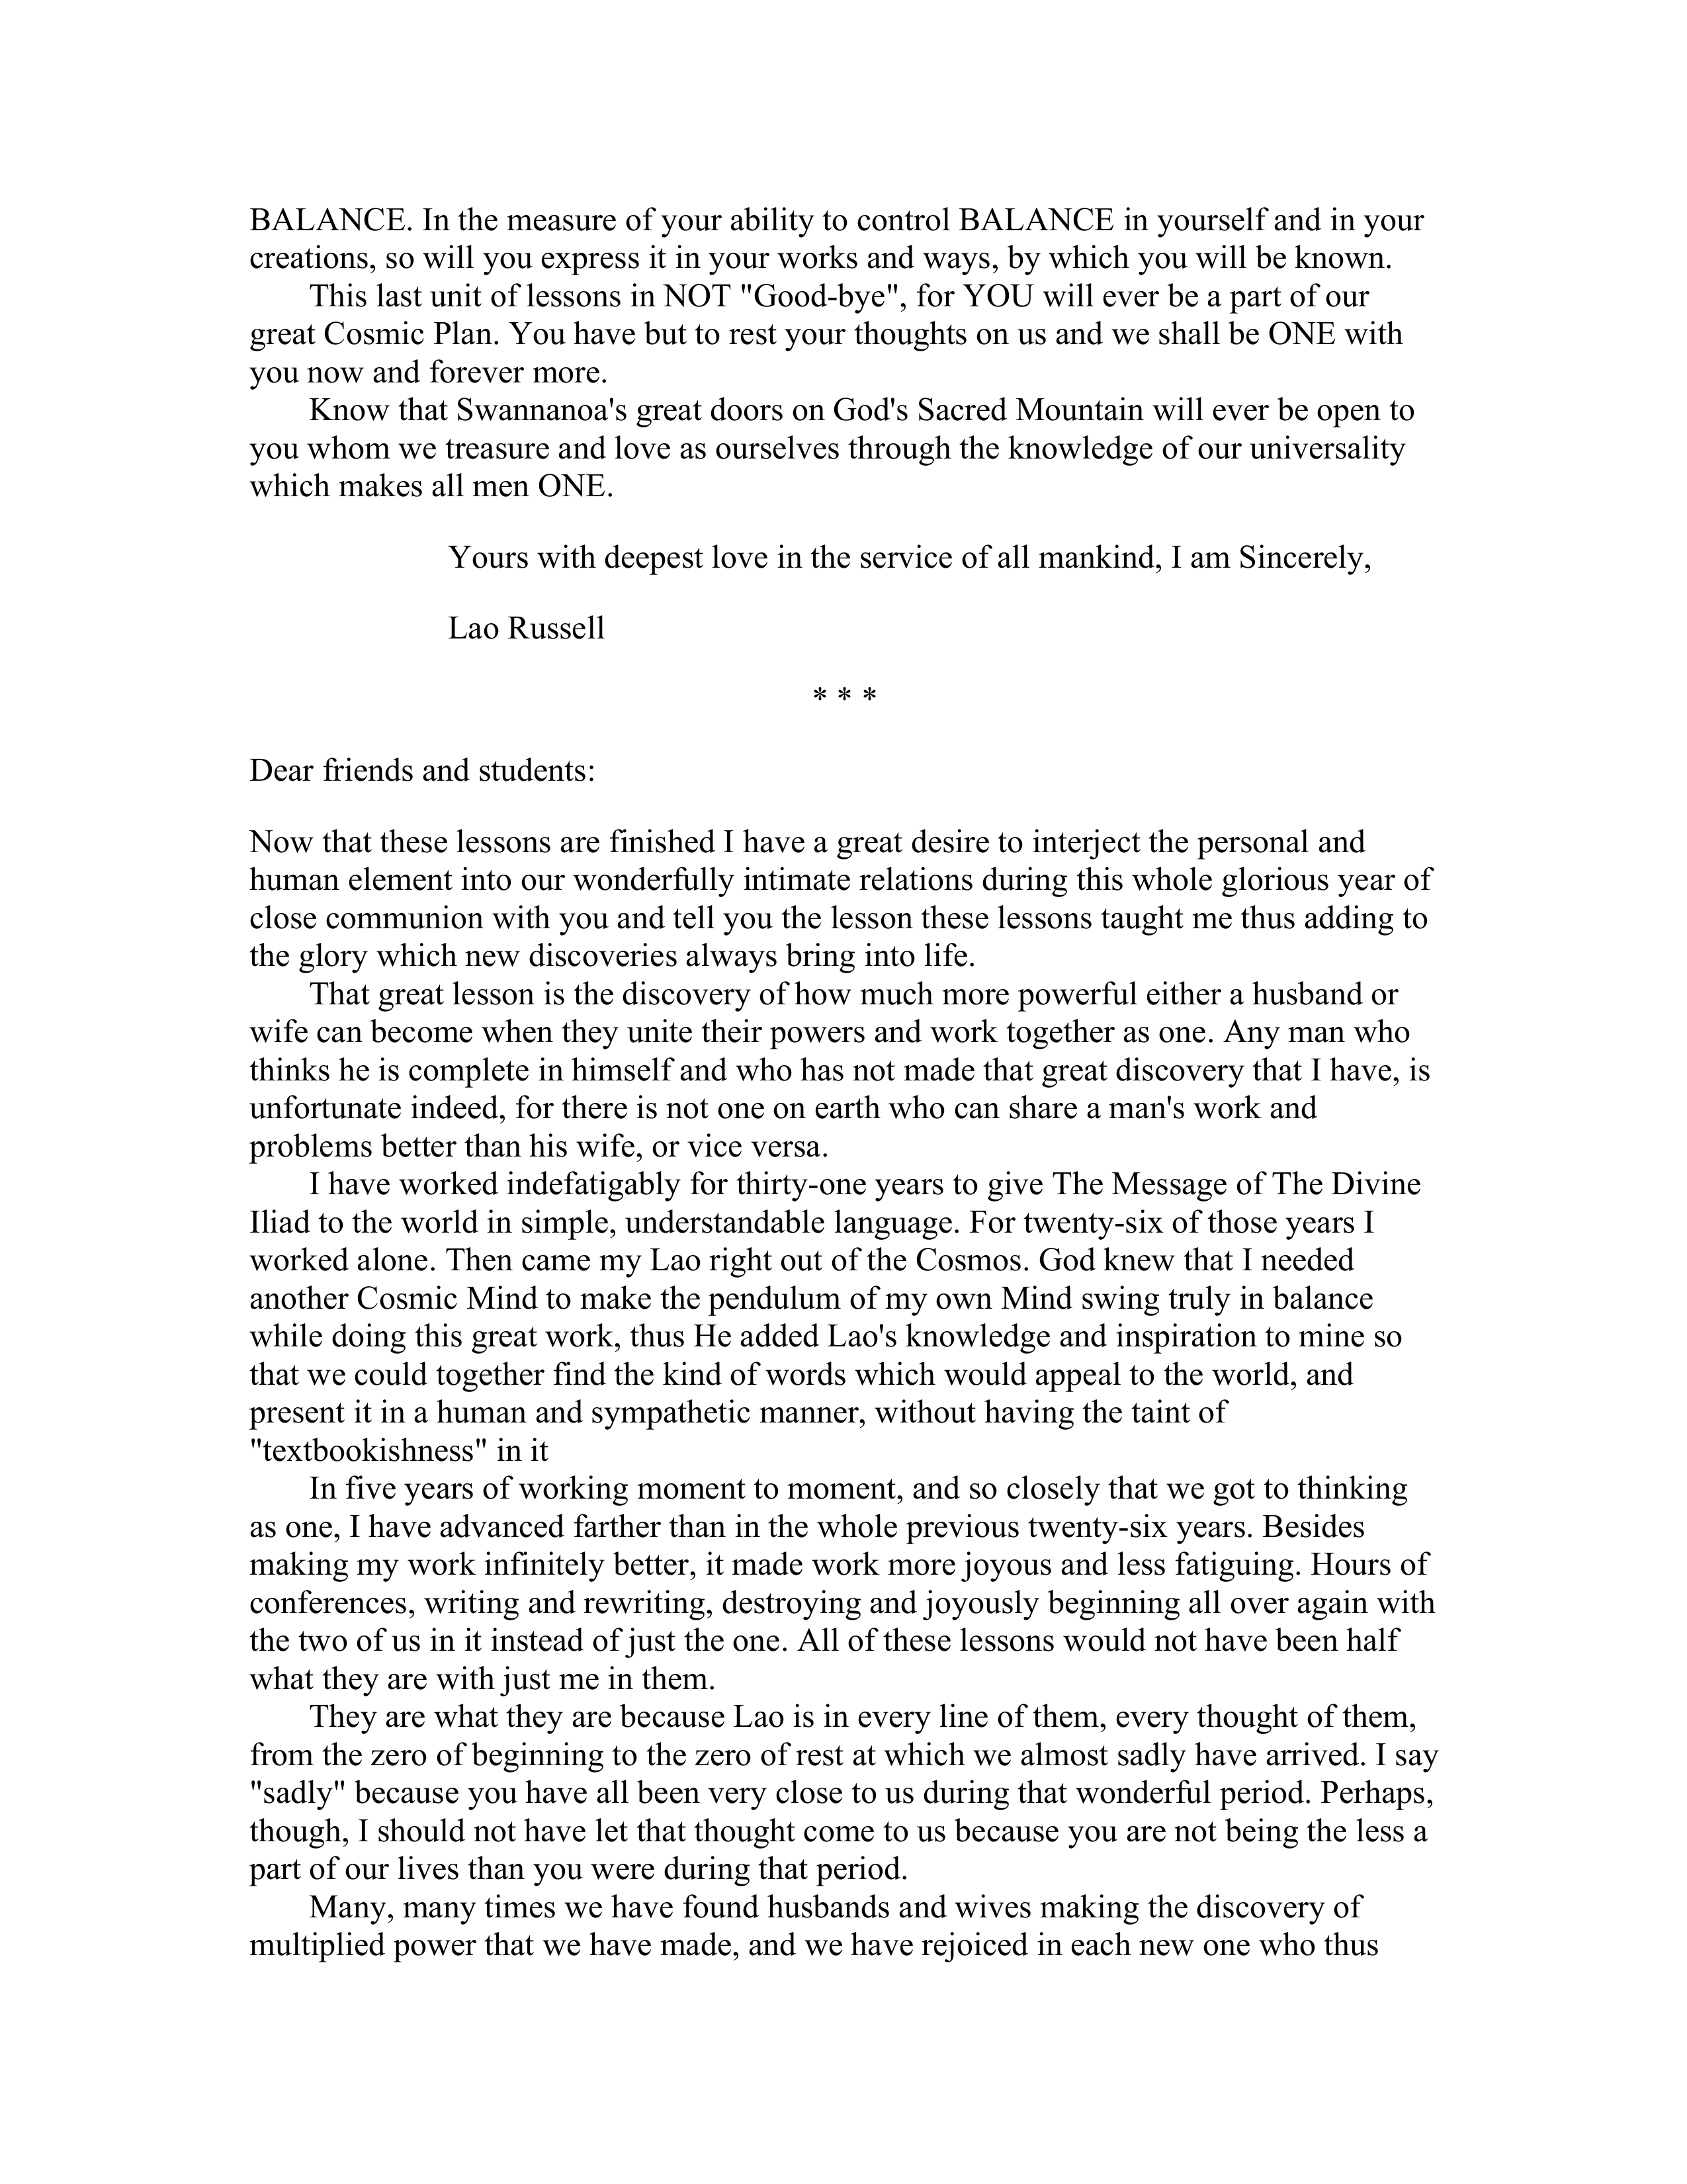 BALANCE. In the measure of your ability to control BALANCE in yourself and in your
creations, so will you express it in your works and ways, by which you will be known.
This last unit of lessons in NOT "Good-bye", for YOU will ever be a part of our
great Cosmic Plan. You have but to rest your thoughts on us and we shall be ONE with
you now and forever more.
Know that Swannanoa's great doors on God's Sacred Mountain will ever be open to
you whom we treasure and love as ourselves through the knowledge of our universality
which makes all men ONE.
Yours with deepest love in the service of all mankind, I am Sincerely,
Lao Russell
* * *
Dear friends and students:
Now that these lessons are finished I have a great desire to interject the personal and
human element into our wonderfully intimate relations during this whole glorious year of
close communion with you and tell you the lesson these lessons taught me thus adding to
the glory which new discoveries always bring into life.
That great lesson is the discovery of how much more powerful either a husband or
wife can become when they unite their powers and work together as one. Any man who
thinks he is complete in himself and who has not made that great discovery that I have, is
unfortunate indeed, for there is not one on earth who can share a man's work and
problems better than his wife, or vice versa.
I have worked indefatigably for thirty-one years to give The Message of The Divine
Iliad to the world in simple, understandable language. For twenty-six of those years I
worked alone. Then came my Lao right out of the Cosmos. God knew that I needed
another Cosmic Mind to make the pendulum of my own Mind swing truly in balance
while doing this great work, thus He added Lao's knowledge and inspiration to mine so
that we could together find the kind of words which would appeal to the world, and
present it in a human and sympathetic manner, without having the taint of
"textbookishness" in it
In five years of working moment to moment, and so closely that we got to thinking
as one, I have advanced farther than in the whole previous twenty-six years. Besides
making my work infinitely better, it made work more joyous and less fatiguing. Hours of
conferences, writing and rewriting, destroying and joyously beginning all over again with
the two of us in it instead of just the one. All of these lessons would not have been half
what they are with just me in them.
They are what they are because Lao is in every line of them, every thought of them,
from the zero of beginning to the zero of rest at which we almost sadly have arrived. I say
"sadly" because you have all been very close to us during that wonderful period. Perhaps,
though, I should not have let that thought come to us because you are not being the less a
part of our lives than you were during that period.
Many, many times we have found husbands and wives making the discovery of
multiplied power that we have made, and we have rejoiced in each new one who thus